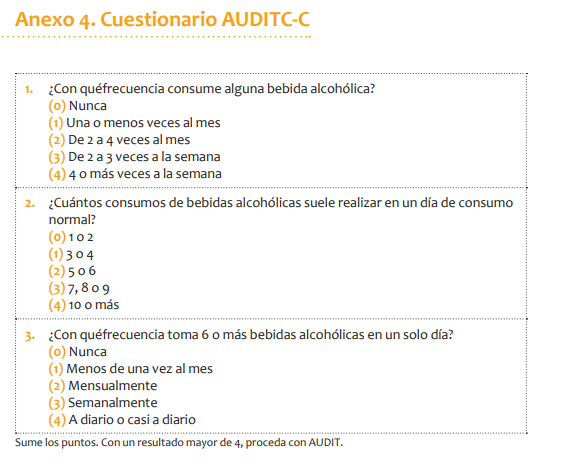 Anexo 4. Cuestionario AUDITC-C
1. ¿Con quéfrecuencia consume alguna bebida alcohólica?
(0) Nunca
(1) Una o menos veces al mes
(2) De 2 a 4 veces al mes
(3) De 2 a 3 veces a la semana
(4) 4 o más veces a la semana
2. ¿Cuántos consumos de bebidas alcohólicas suele realizar en un día de consumo
normal?
(0) 1 o 2
(1) 3 o 4
(2) 5 o 6
(3) 7, 8 o 9
(4) 10 o más
3. ¿Con quéfrecuencia toma 6 o más bebidas alcohólicas en un solo día?
(0) Nunca
(1) Menos de una vez al mes
(2) Mensualmente
(3) Semanalmente
(4) A diario o casi a diario
Sume los puntos. Con un resultado mayor de 4, proceda con AUDIT.